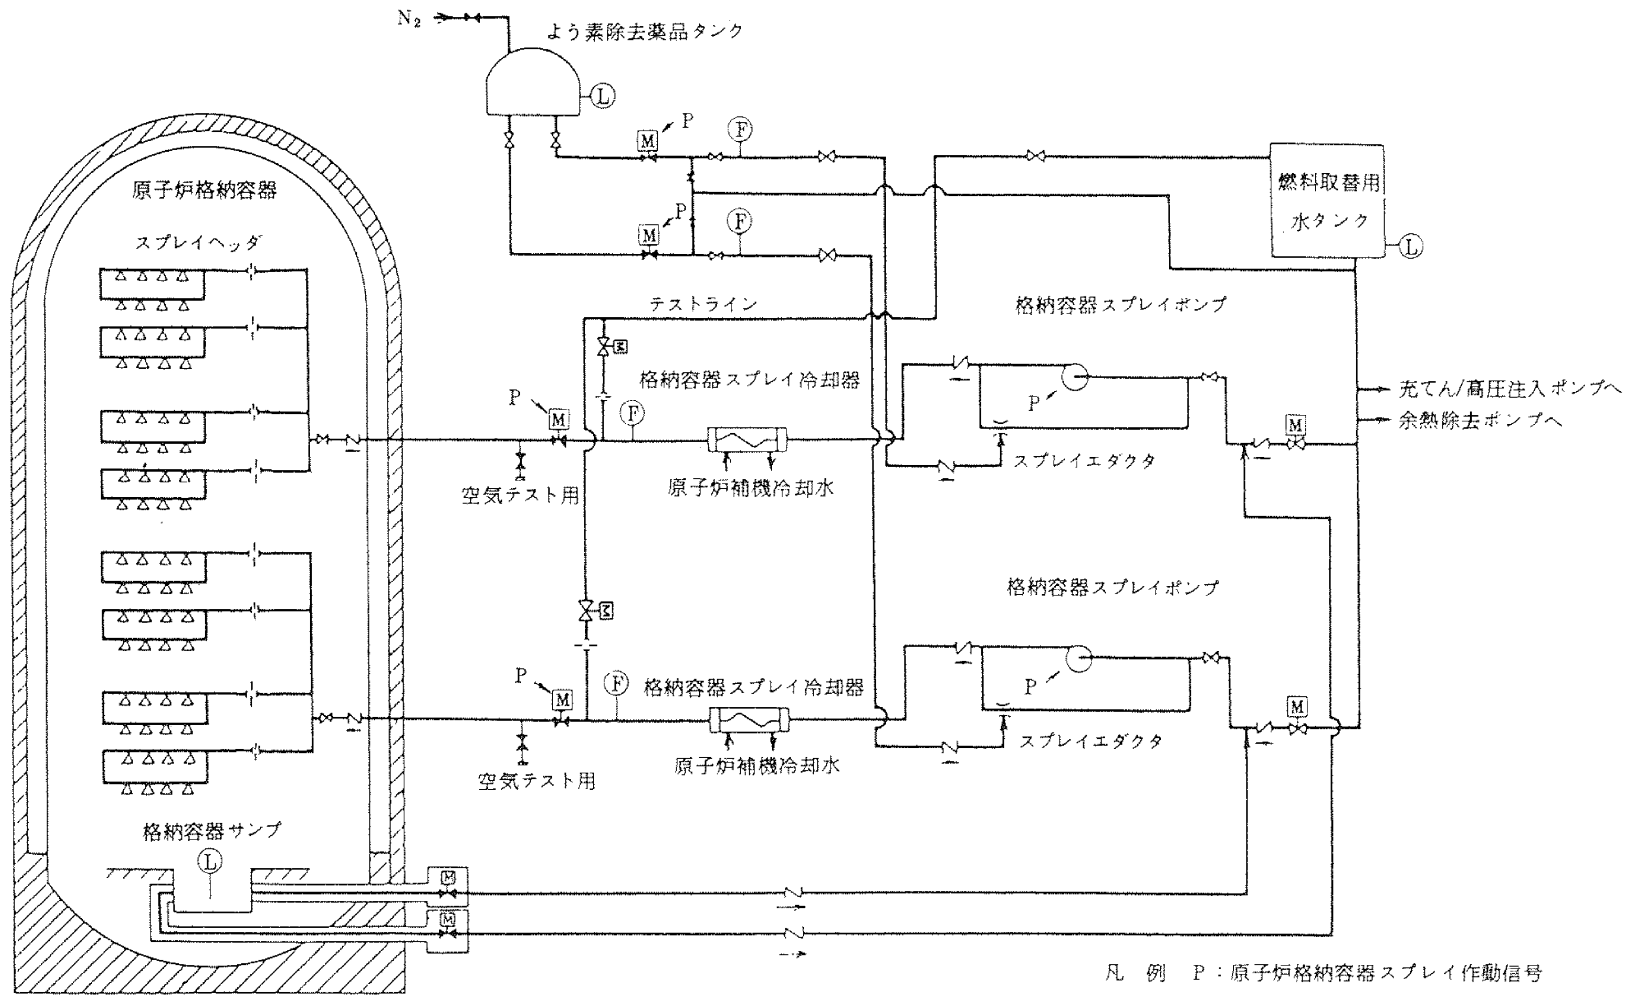 N₂
よう素除去薬品タンク
L
P
M
F
原子炉格納容器
スプレイヘッダ
燃料取替用
水タンク
L
P
M
F
テストライン
格納容器スプレイポンプ
M
格納容器スプレイ冷却器
P
M
F
P
充てん/高圧注入ポンプへ
余熱除去ポンプへ
M
スプレイエダクタ
空気テスト用
原子炉補機冷却水
格納容器スプレイポンプ
M
P
M
F
格納容器スプレイ冷却器
P
M
スプレイエダクタ
空気テスト用
原子炉補機冷却水
格納容器サンプ
L
M
M
凡 例 P:原子炉格納容器スプレイ作動信号